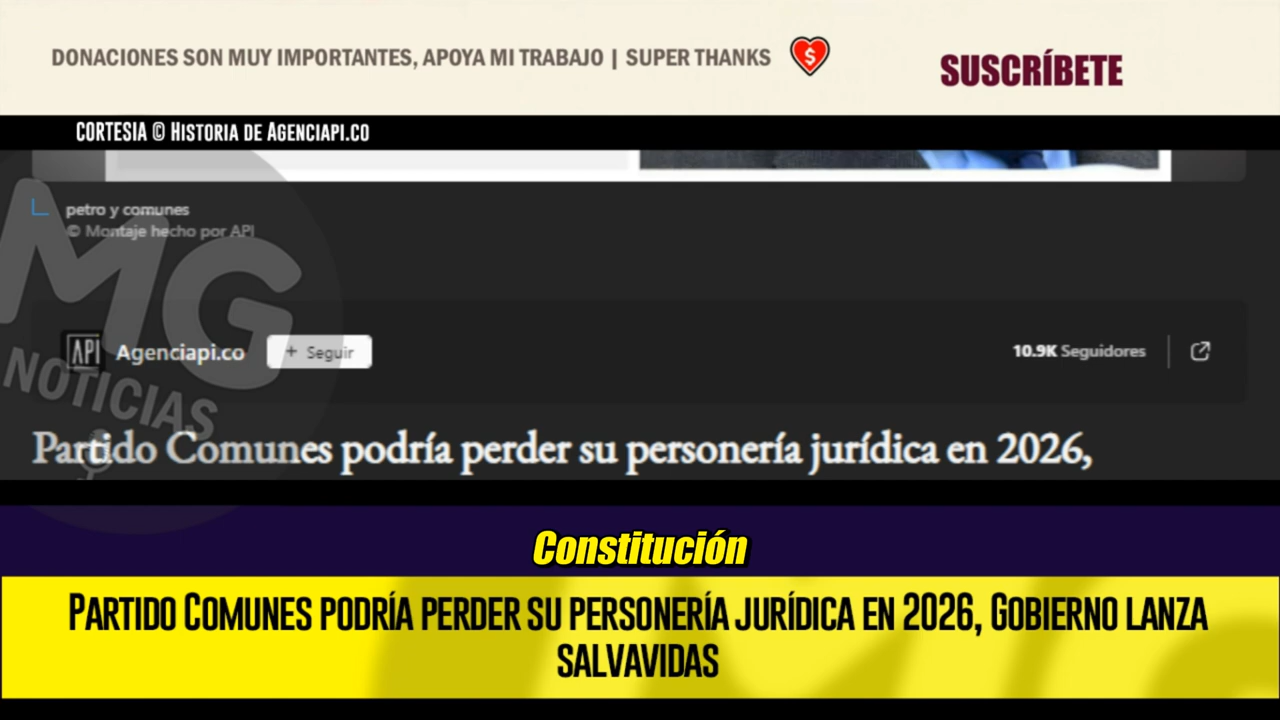 DONACIONES SON MUY IMPORTANTES, APOYA MI TRABAJO | SUPER THANKS
$
SUSCRÍBETE
CORTESIA © HISTORIA DE AGENCIAPI.CO
petro y comunes
© Montaje hecho por API
MG
NOTICIAS
API Agenciapi.co + Seguir
10.9K Seguidores
Partido Comunes podría perder su personería jurídica en 2026,
Constitución
PARTIDO COMUNES PODRÍA PERDER SU PERSONERÍA JURÍDICA EN 2026, GOBIERNO LANZA
SALVAVIDAS